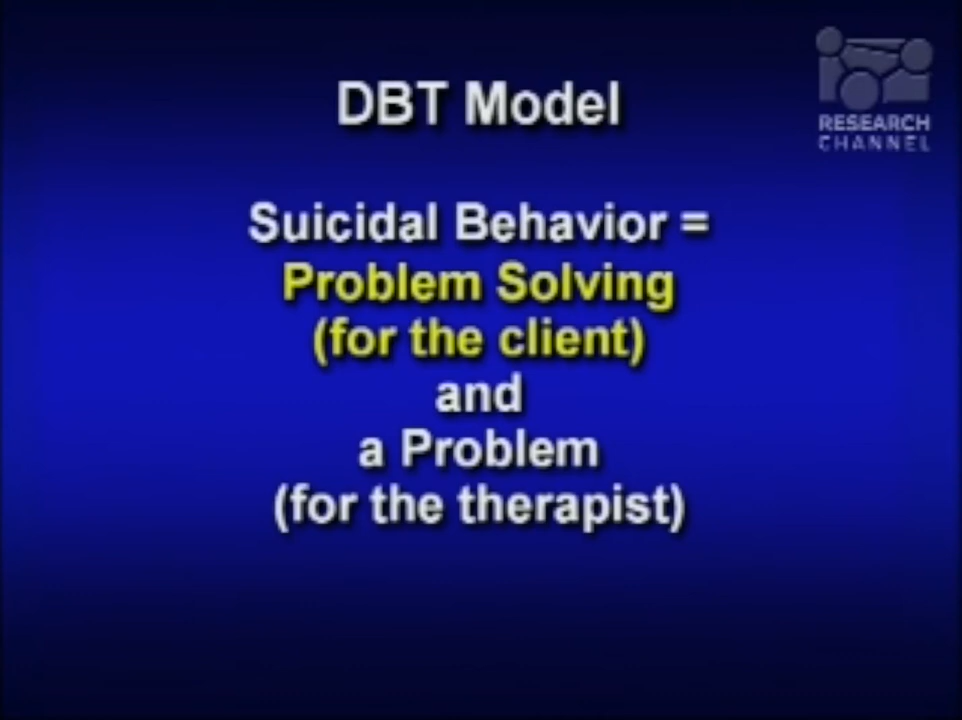 DBT Model
RESEARCH
CHANNEL
Suicidal Behavior =
Problem Solving
(for the client)
and
a Problem
(for the therapist)